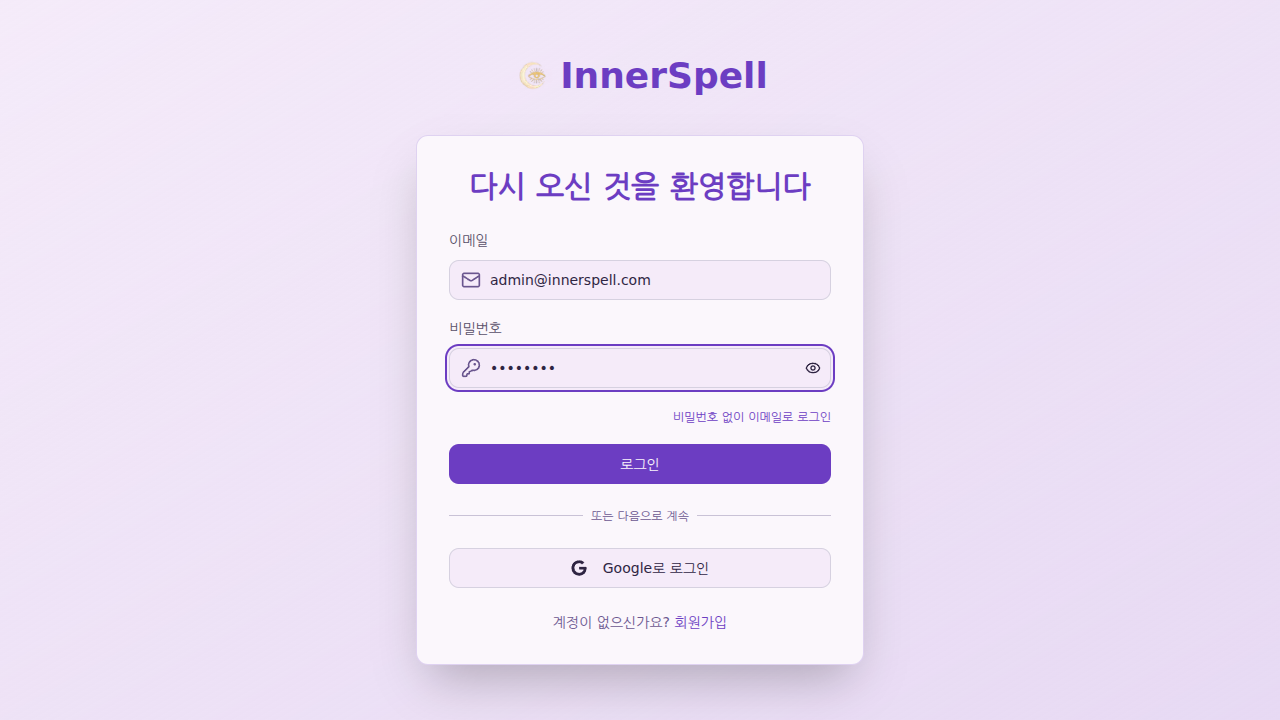 InnerSpell
다시 오신 것을 환영합니다
이메일
admin@innerspell.com
비밀번호
••••••••
비밀번호 없이 이메일로 로그인
로그인
또는 다음으로 계속
Google로 로그인
계정이 없으신가요? 회원가입